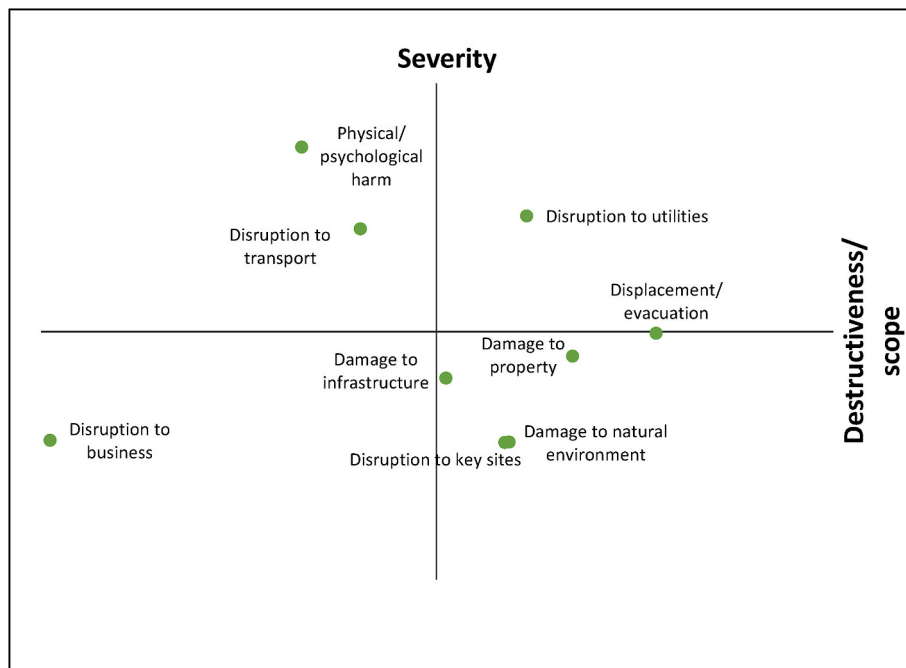 Severity
Physical/
psychological
harm
Disruption to utilities
Disruption to
transport
Displacement/
evacuation
Destructiveness/
scope
Damage to
property
Damage to
infrastructure
Disruption to
business
Damage to natural
environment
Disruption to key sites